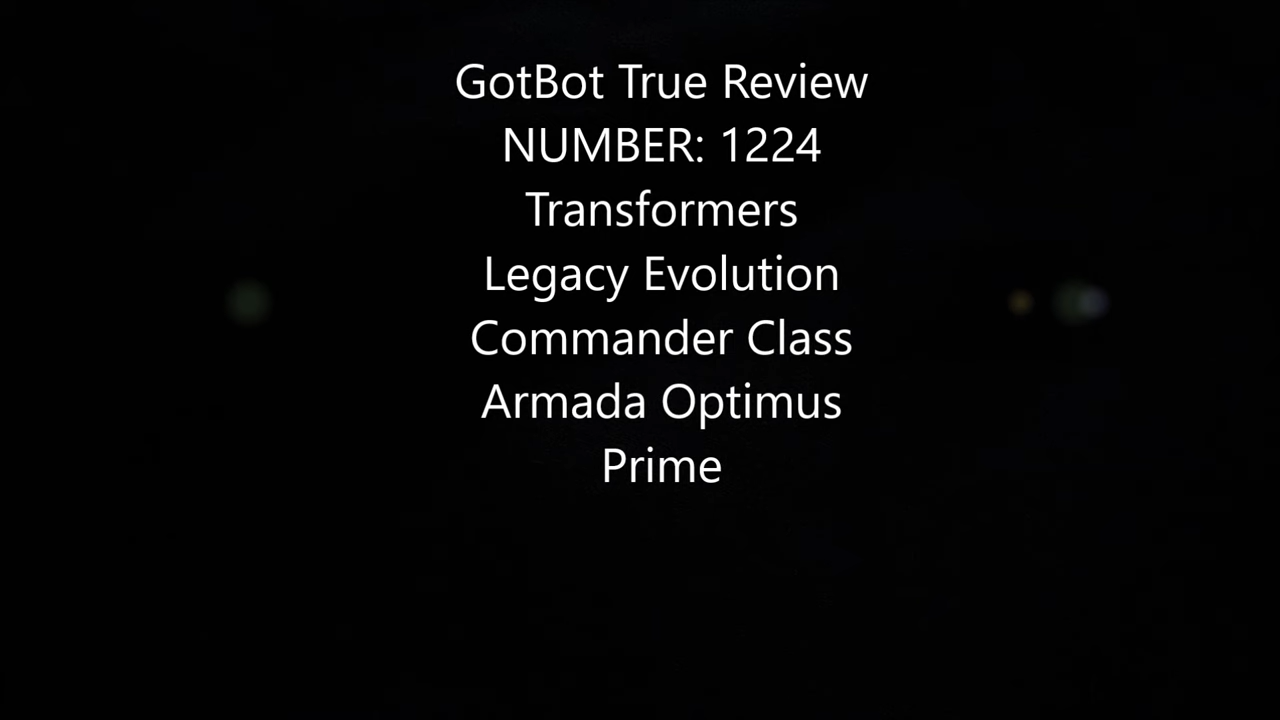 GotBot True Review
NUMBER: 1224
Transformers
Legacy Evolution
Commander Class
Armada Optimus
Prime